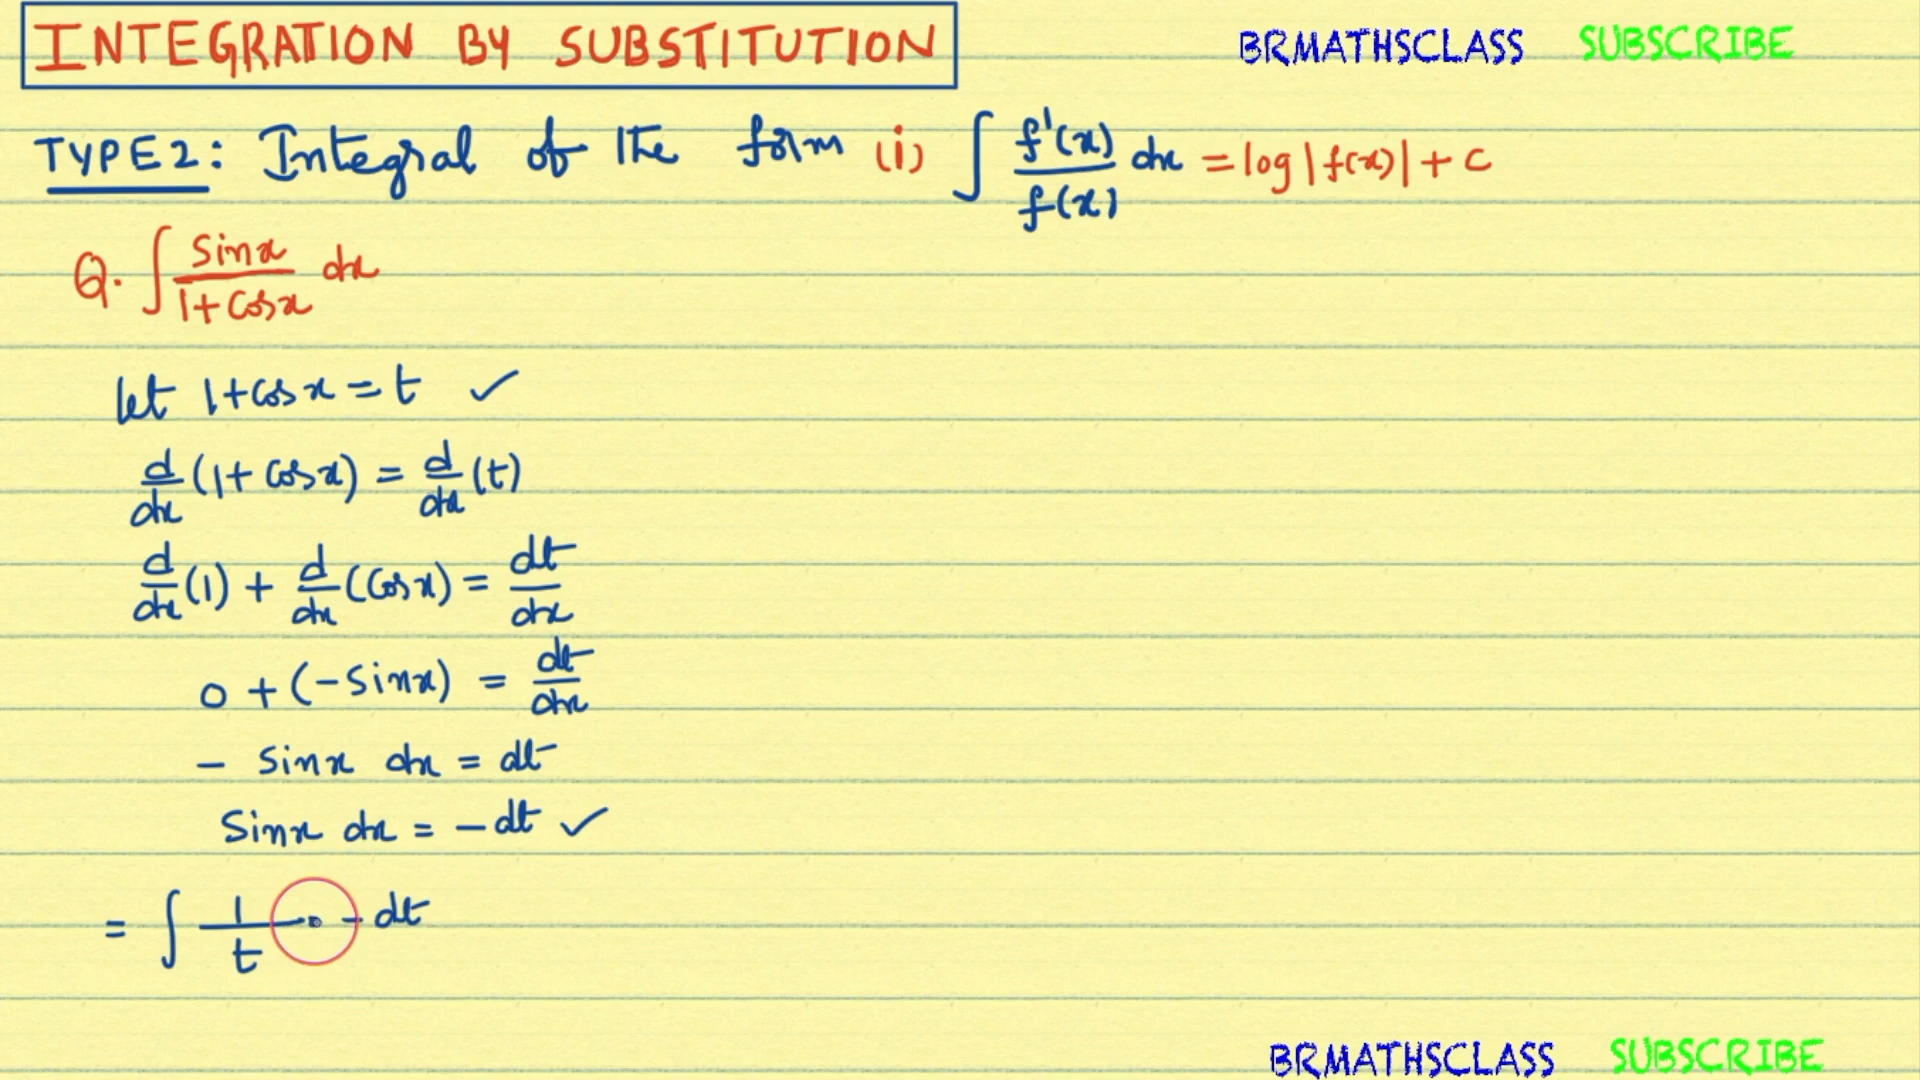 INTEGRATION BY SUBSTITUTION BRMATHSCLASS SUBSCRIBE
TYPE2: Integral of the form (i) ∫ f'(x)/f(x) dx = log|f(x)| + c
Q. ∫ sinx/1+cosx dx
let 1+cosx = t ✓
d/dx (1+cosx) = d/dx (t)
d/dx (1) + d/dx (cosx) = dt/dx
0 + (-sinx) = dt/dx
- sinx dx = dt
sinx dx = -dt ✓
= ∫ 1/t · -dt
BRMATHSCLASS SUBSCRIBE